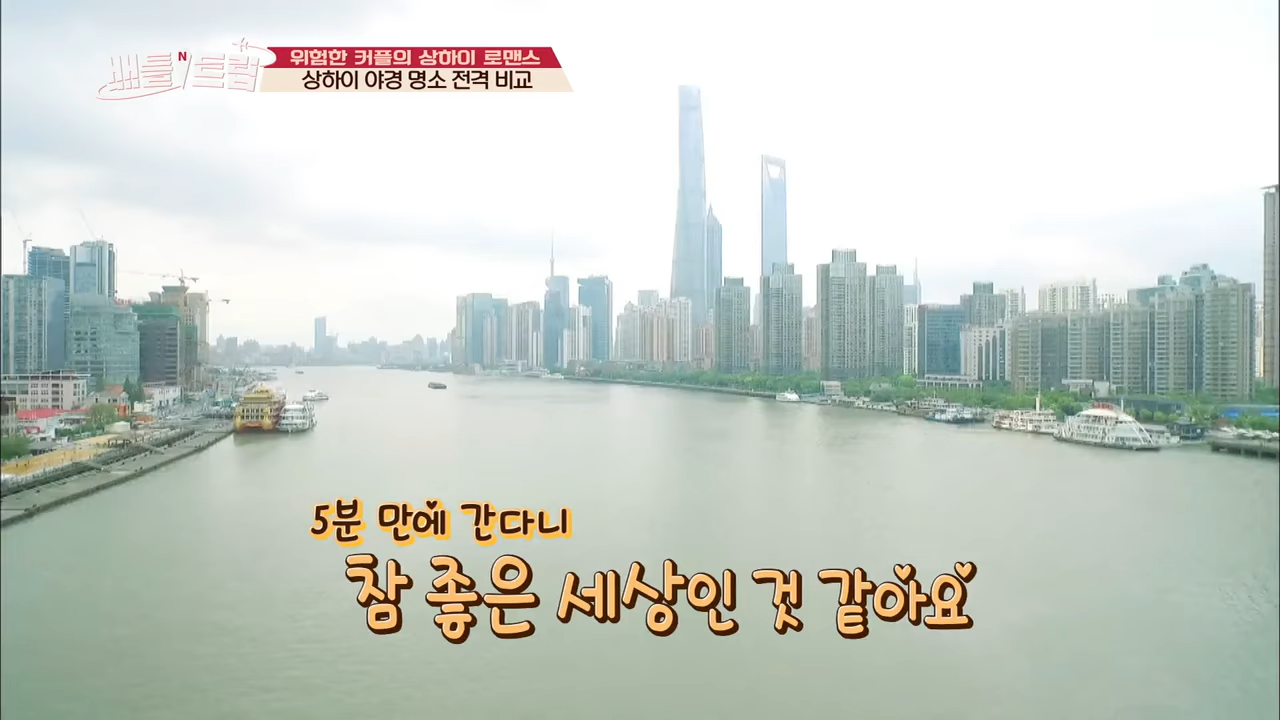 배틀N트립
위험한 커플의 상하이 로맨스
상하이 야경 명소 전격 비교
5분 만에 간다니
참 좋은 세상인 것 같아요